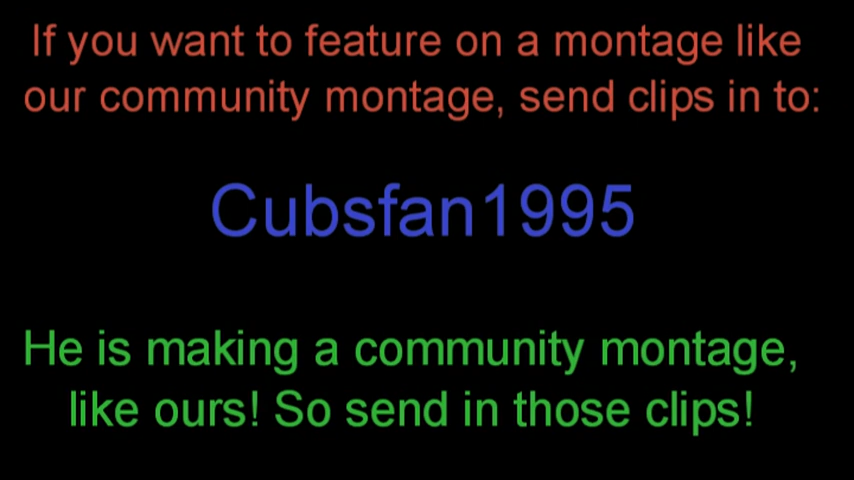 If you want to feature on a montage like
our community montage, send clips in to:
Cubsfan1995
He is making a community montage,
like ours! So send in those clips!